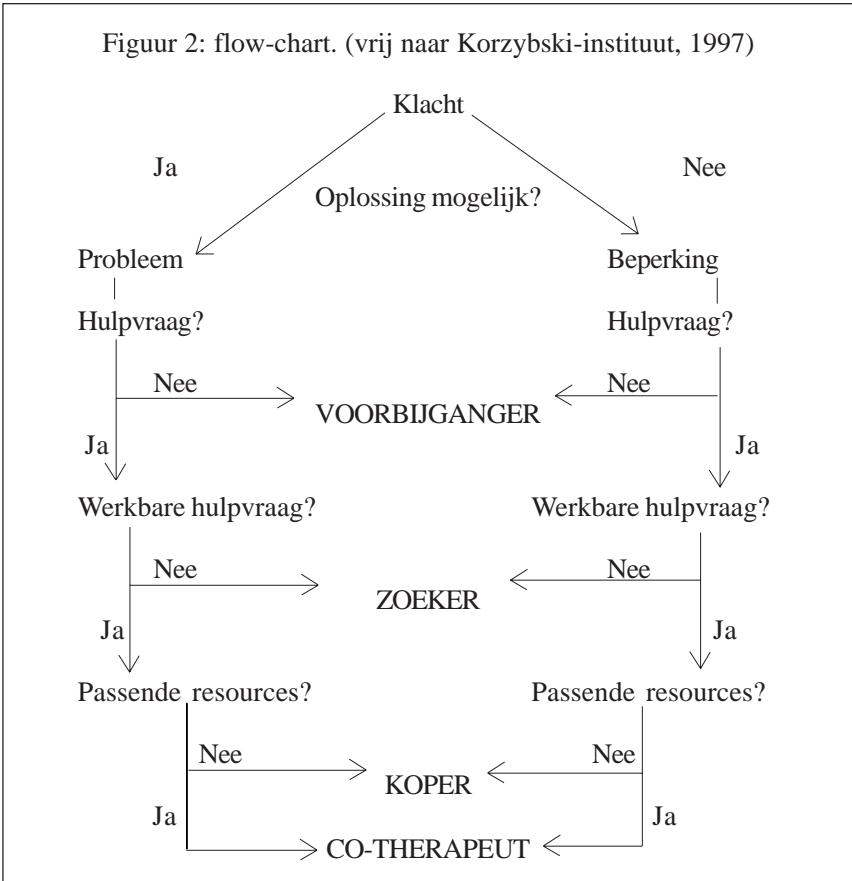 Figuur 2: flow-chart. (vrij naar Korzybski-instituut, 1997)
Klacht
Ja
Nee
Oplossing mogelijk?
Probleem
Beperking
Hulpvraag?
Hulpvraag?
Nee
Nee
VOORBIJGANGER
Ja
Ja
Werkbare hulpvraag?
Werkbare hulpvraag?
Nee
Nee
ZOEKER
Ja
Ja
Passende resources?
Passende resources?
Nee
Nee
KOPER
Ja
Ja
CO-THERAPEUT